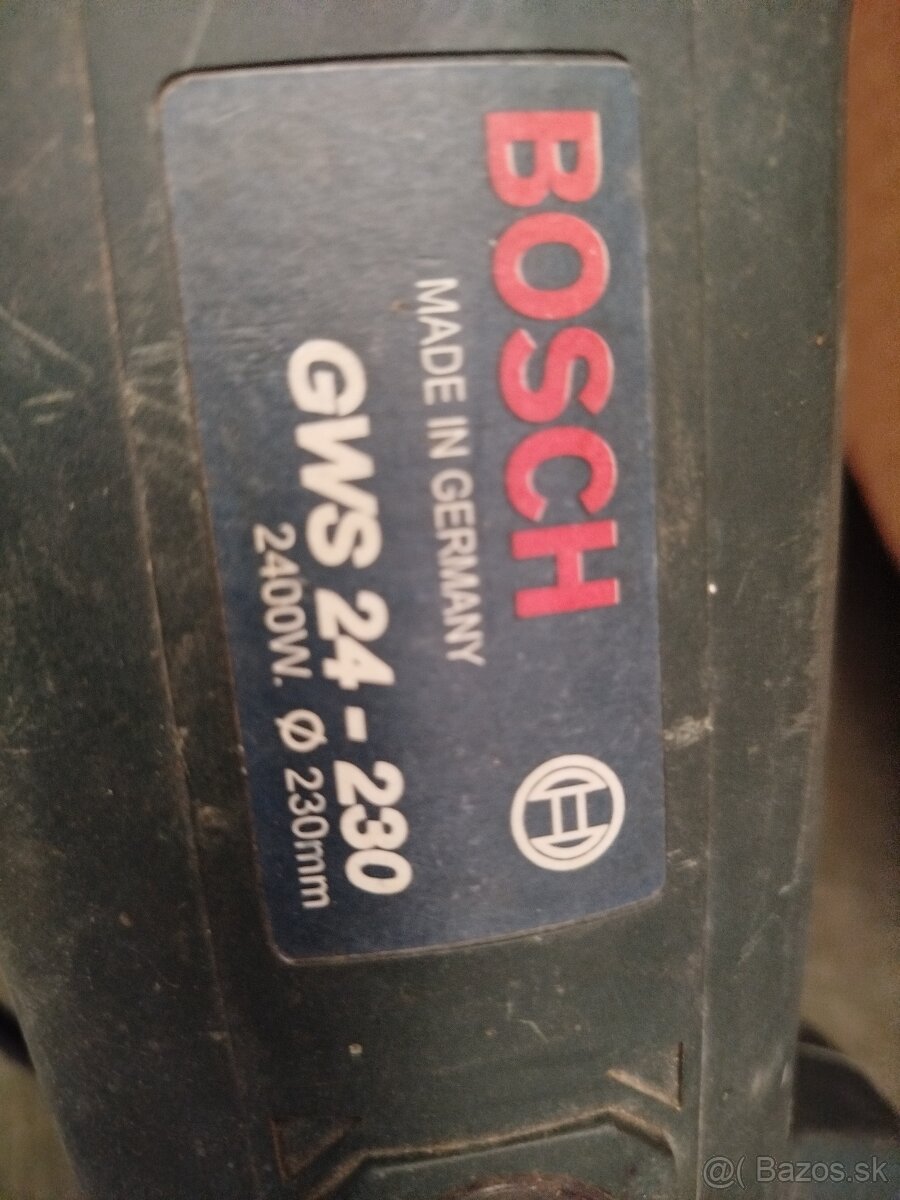 BOSCH
MADE IN GERMANY
GWS 24-230
2400W. Ø 230mm
@( Bazos.sk